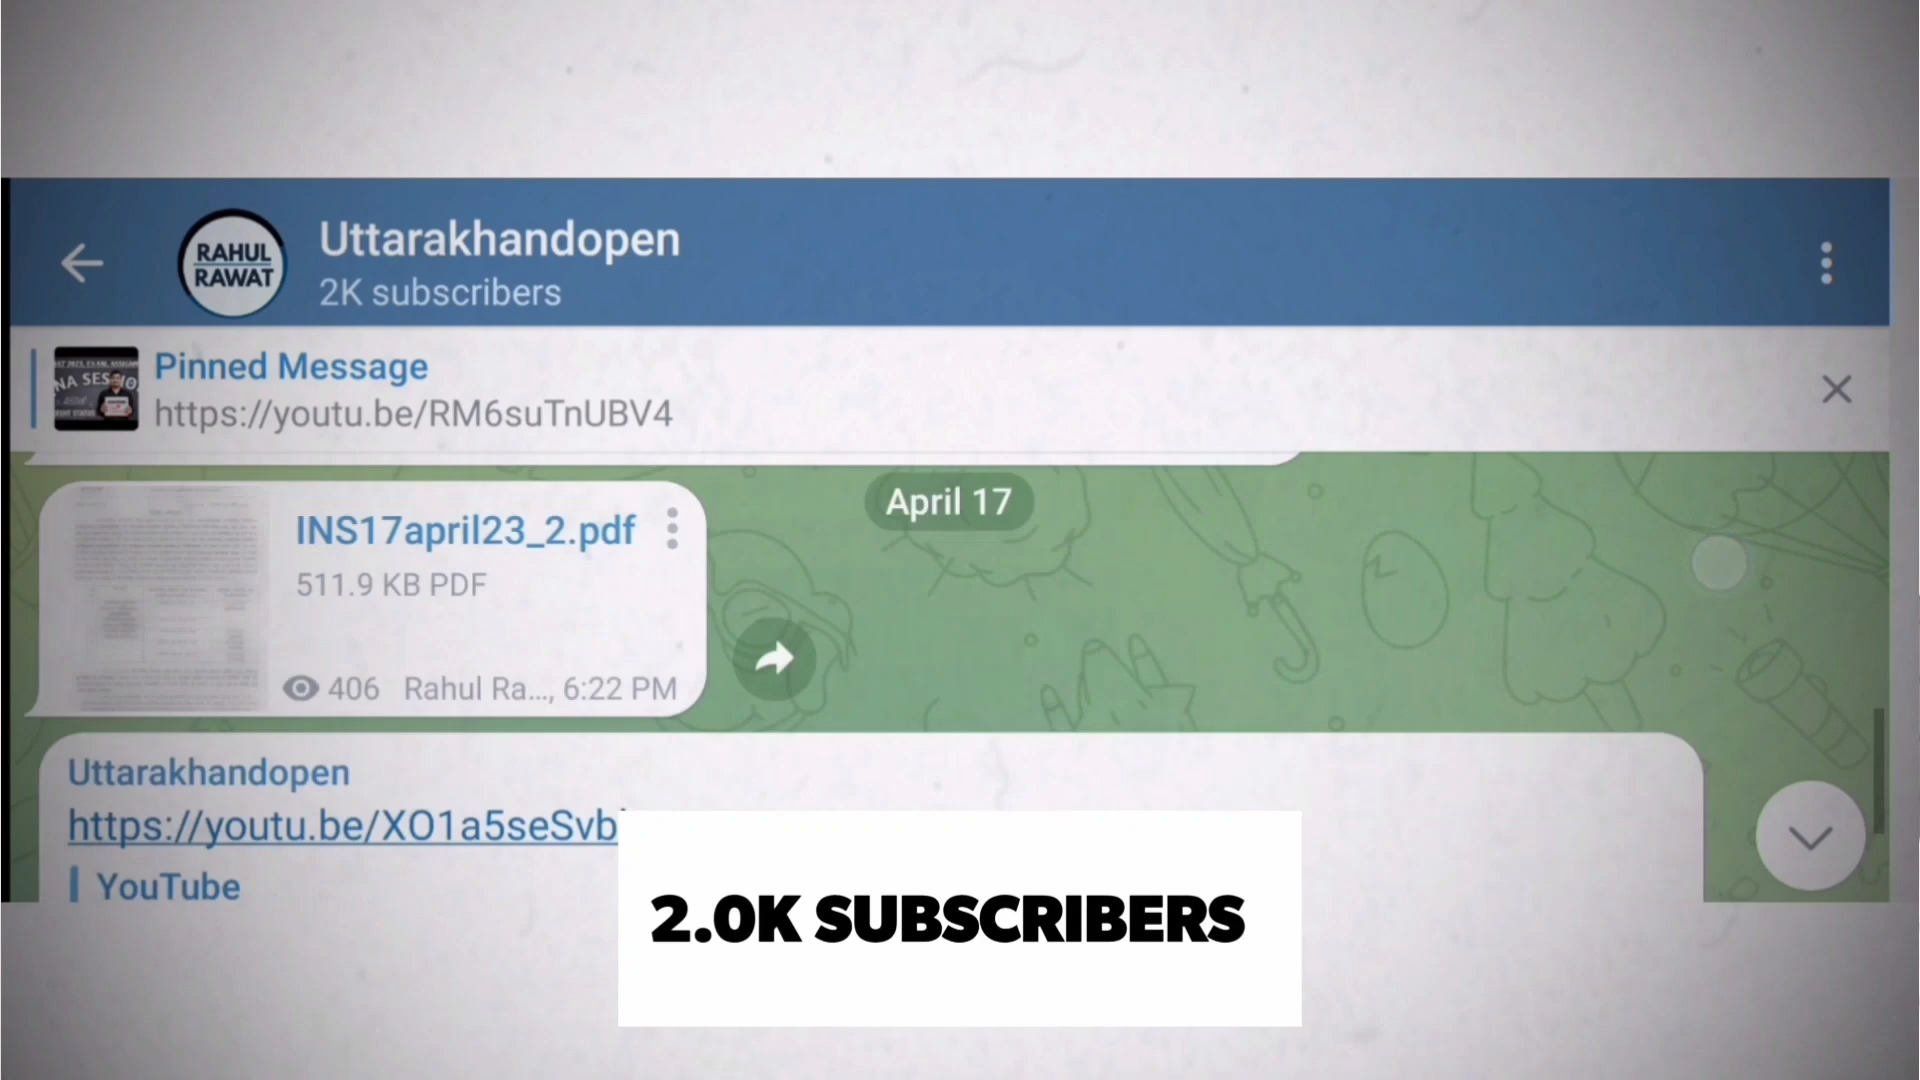 RAHUL
RAWAT
Uttarakhandopen
2K subscribers
Pinned Message
https://youtu.be/RM6suTnUBV4
April 17
INS17april23_2.pdf
511.9 KB PDF
406 Rahul Ra..., 6:22 PM
Uttarakhandopen
https://youtu.be/XO1a5seSvb
YouTube
2.0K SUBSCRIBERS